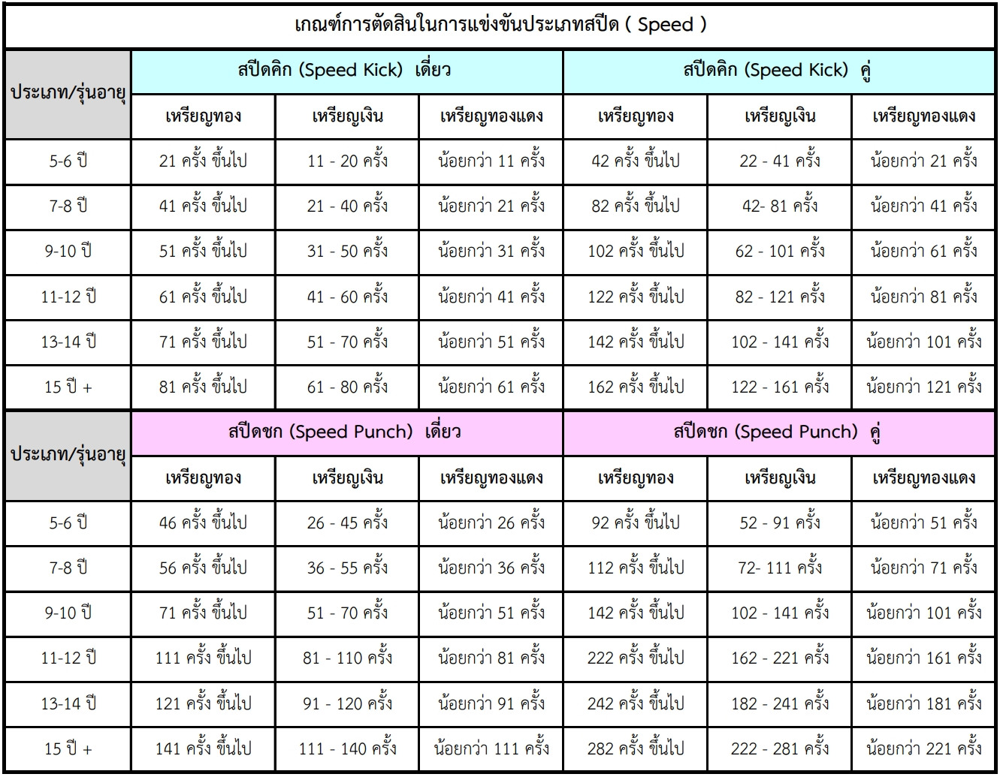 เกณฑ์การตัดสินในการแข่งขันประเภทสปีด ( Speed )
ประเภท/รุ่นอายุ สปีดคิก (Speed Kick) เดี่ยว สปีดคิก (Speed Kick) คู่
เหรียญทอง เหรียญเงิน เหรียญทองแดง เหรียญทอง เหรียญเงิน เหรียญทองแดง
5-6 ปี 21 ครั้ง ขึ้นไป 11 - 20 ครั้ง น้อยกว่า 11 ครั้ง 42 ครั้ง ขึ้นไป 22 - 41 ครั้ง น้อยกว่า 21 ครั้ง
7-8 ปี 41 ครั้ง ขึ้นไป 21 - 40 ครั้ง น้อยกว่า 21 ครั้ง 82 ครั้ง ขึ้นไป 42- 81 ครั้ง น้อยกว่า 41 ครั้ง
9-10 ปี 51 ครั้ง ขึ้นไป 31 - 50 ครั้ง น้อยกว่า 31 ครั้ง 102 ครั้ง ขึ้นไป 62 - 101 ครั้ง น้อยกว่า 61 ครั้ง
11-12 ปี 61 ครั้ง ขึ้นไป 41 - 60 ครั้ง น้อยกว่า 41 ครั้ง 122 ครั้ง ขึ้นไป 82 - 121 ครั้ง น้อยกว่า 81 ครั้ง
13-14 ปี 71 ครั้ง ขึ้นไป 51 - 70 ครั้ง น้อยกว่า 51 ครั้ง 142 ครั้ง ขึ้นไป 102 - 141 ครั้ง น้อยกว่า 101 ครั้ง
15 ปี + 81 ครั้ง ขึ้นไป 61 - 80 ครั้ง น้อยกว่า 61 ครั้ง 162 ครั้ง ขึ้นไป 122 - 161 ครั้ง น้อยกว่า 121 ครั้ง
ประเภท/รุ่นอายุ สปีดชก (Speed Punch) เดี่ยว สปีดชก (Speed Punch) คู่
เหรียญทอง เหรียญเงิน เหรียญทองแดง เหรียญทอง เหรียญเงิน เหรียญทองแดง
5-6 ปี 46 ครั้ง ขึ้นไป 26 - 45 ครั้ง น้อยกว่า 26 ครั้ง 92 ครั้ง ขึ้นไป 52 - 91 ครั้ง น้อยกว่า 51 ครั้ง
7-8 ปี 56 ครั้ง ขึ้นไป 36 - 55 ครั้ง น้อยกว่า 36 ครั้ง 112 ครั้ง ขึ้นไป 72- 111 ครั้ง น้อยกว่า 71 ครั้ง
9-10 ปี 71 ครั้ง ขึ้นไป 51 - 70 ครั้ง น้อยกว่า 51 ครั้ง 142 ครั้ง ขึ้นไป 102 - 141 ครั้ง น้อยกว่า 101 ครั้ง
11-12 ปี 111 ครั้ง ขึ้นไป 81 - 110 ครั้ง น้อยกว่า 81 ครั้ง 222 ครั้ง ขึ้นไป 162 - 221 ครั้ง น้อยกว่า 161 ครั้ง
13-14 ปี 121 ครั้ง ขึ้นไป 91 - 120 ครั้ง น้อยกว่า 91 ครั้ง 242 ครั้ง ขึ้นไป 182 - 241 ครั้ง น้อยกว่า 181 ครั้ง
15 ปี + 141 ครั้ง ขึ้นไป 111 - 140 ครั้ง น้อยกว่า 111 ครั้ง 282 ครั้ง ขึ้นไป 222 - 281 ครั้ง น้อยกว่า 221 ครั้ง